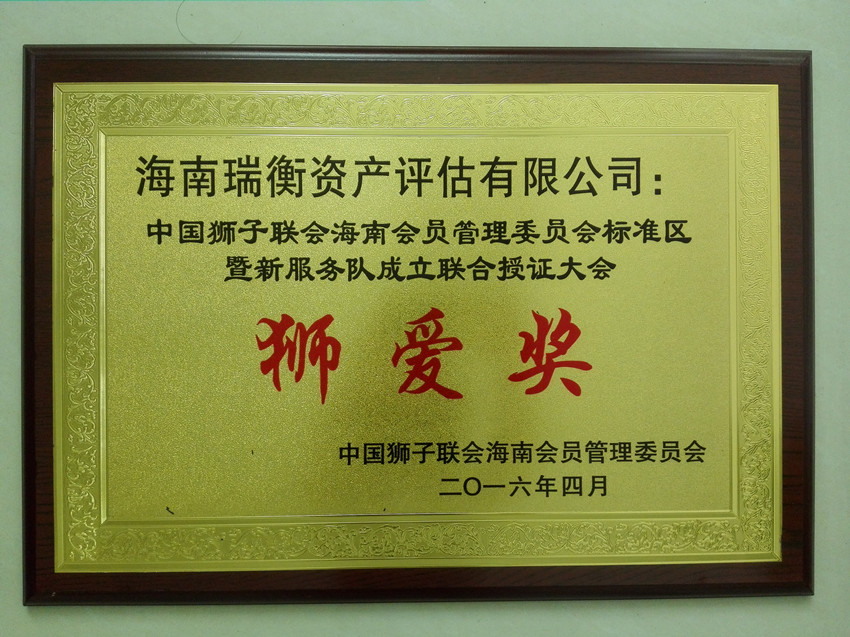 海南瑞衡资产评估有限公司：
中国狮子联会海南会员管理委员会标准区
暨新服务队成立联合授证大会
狮爱奖
中国狮子联会海南会员管理委员会
二〇一六年四月